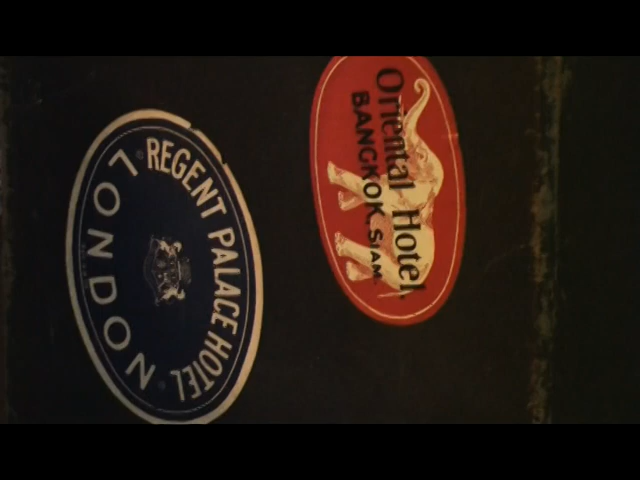 Oriental Hotel
BANGKOK, SIAM
REGENT PALACE HOTEL
LONDON